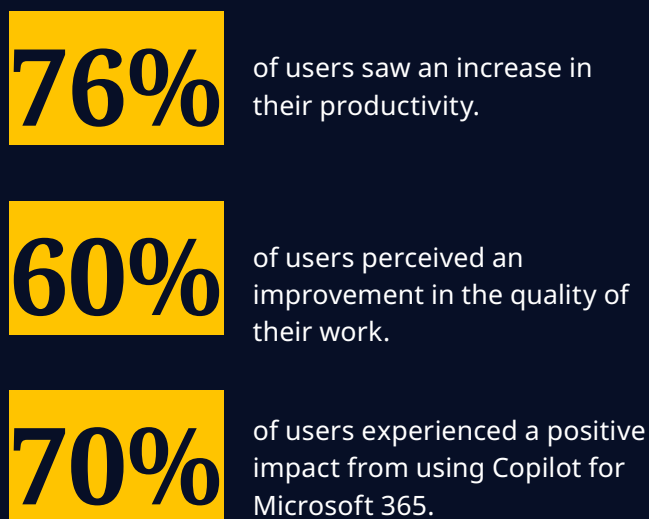 76%
of users saw an increase in
their productivity.
60%
of users perceived an
improvement in the quality of
their work.
70%
of users experienced a positive
impact from using Copilot for
Microsoft 365.